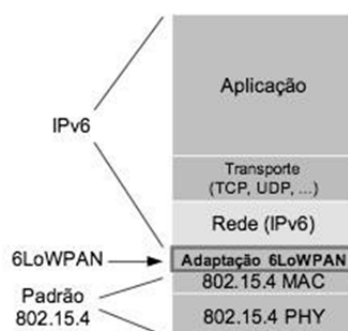 Aplicação
IPv6
Transporte
(TCP, UDP, ...)
Rede (IPv6)
6LoWPAN
Adaptação 6LoWPAN
802.15.4 MAC
Padrão
802.15.4
802.15.4 PHY